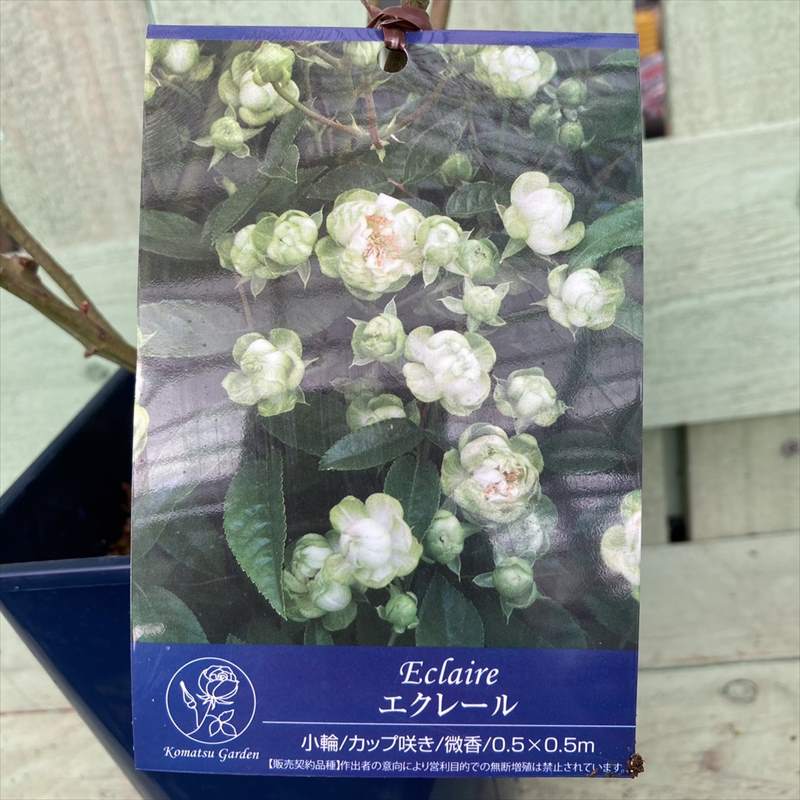 Eclaire
エクレール
Komatsu Garden
小輪/カップ咲き/微香/0.5×0.5m
【販売契約品種】作出者の意向により営利目的での無断増殖は禁止されています。